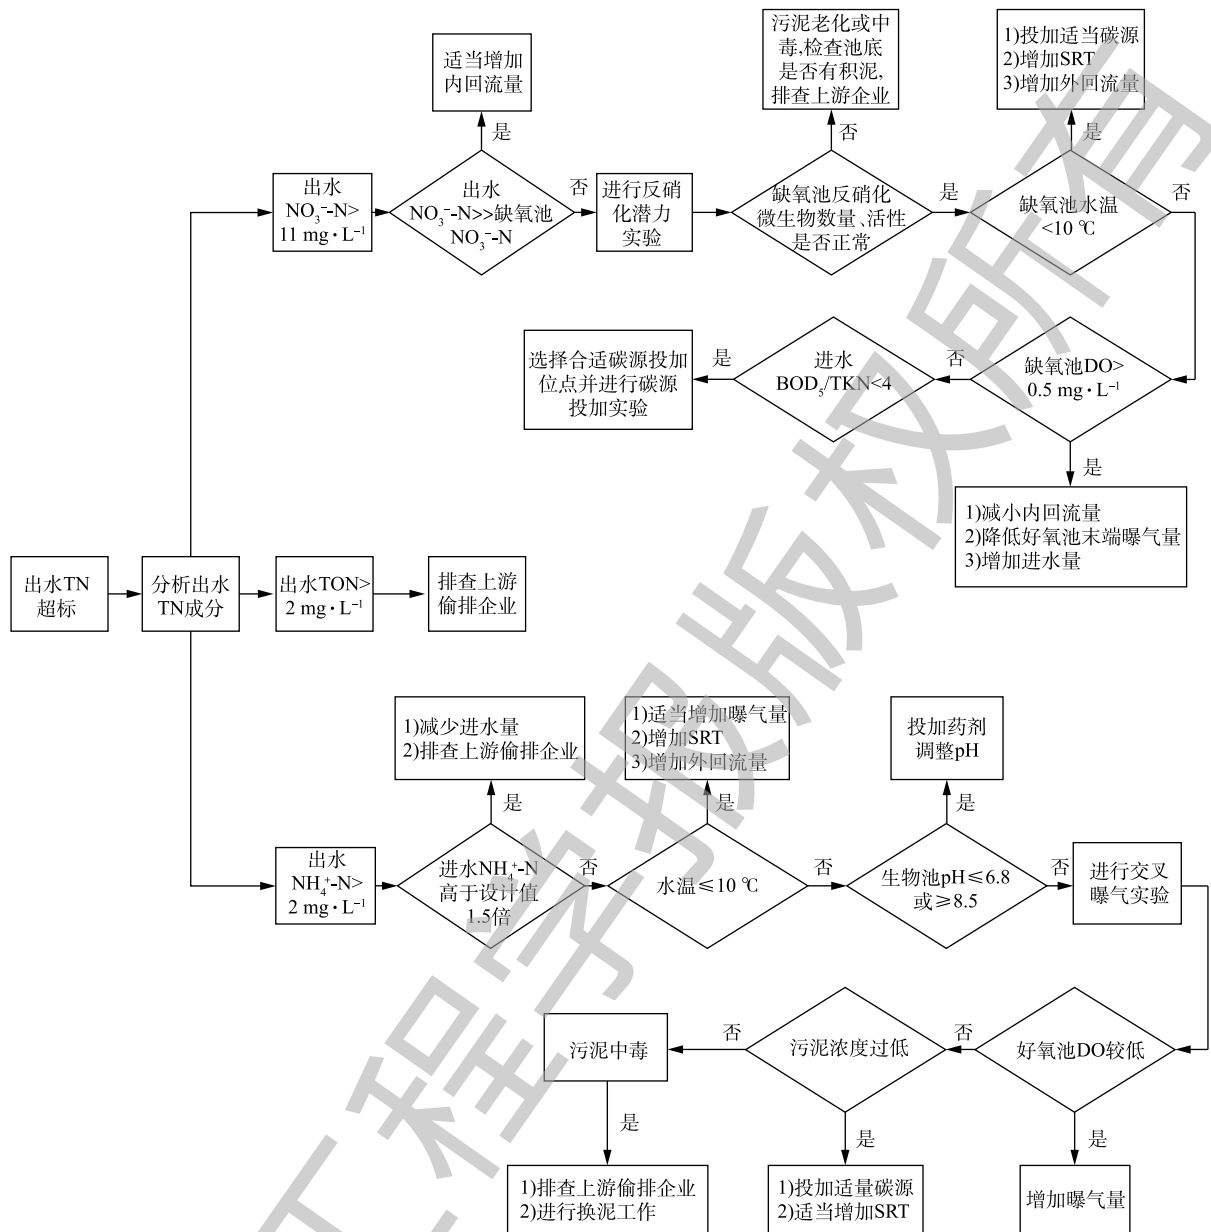 适当增加
内回流量
是
出水
NO₃⁻-N>
11 mg·L⁻¹
出水
NO₃⁻-N>>缺氧池
NO₃⁻-N
否
进行反硝
化潜力
实验
污泥老化或中
毒,检查池底
是否有积泥,
排查上游企业
否
缺氧池反硝化
微生物数量、活性
是否正常
是
1)投加适当碳源
2)增加SRT
3)增加外回流量
是
缺氧池水温
<10 ℃
否
缺氧池DO>
0.5 mg·L⁻¹
否
进水
BOD₅/TKN<4
是
选择合适碳源投加
位点并进行碳源
投加实验
是
1)减小内回流量
2)降低好氧池末端曝气量
3)增加进水量
出水TN
超标
分析出水
TN成分
出水TON>
2 mg·L⁻¹
排查上游
偷排企业
1)减少进水量
2)排查上游偷排企业
是
出水
NH₄⁺-N>
2 mg·L⁻¹
进水NH₄⁺-N
高于设计值
1.5倍
否
1)适当增加曝气量
2)增加SRT
3)增加外回流量
是
水温≤10 ℃
否
投加药剂
调整pH
是
生物池pH≤6.8
或≥8.5
否
进行交叉
曝气实验
好氧池DO较低
否
污泥浓度过低
否
污泥中毒
是
1)排查上游偷排企业
2)进行换泥工作
是
1)投加适量碳源
2)适当增加SRT
是
增加曝气量
工程学报版权所有